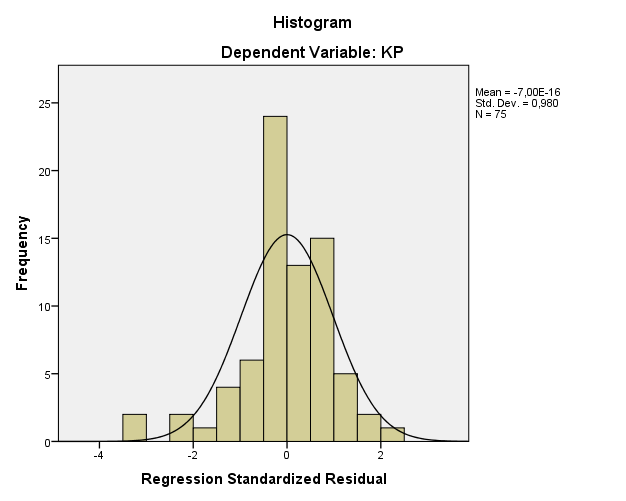 Histogram
Dependent Variable: KP
Mean = -7,00E-16
Std. Dev. = 0,980
N = 75
Frequency
25
20
15
10
5
0
-4
-2
0
2
Regression Standardized Residual